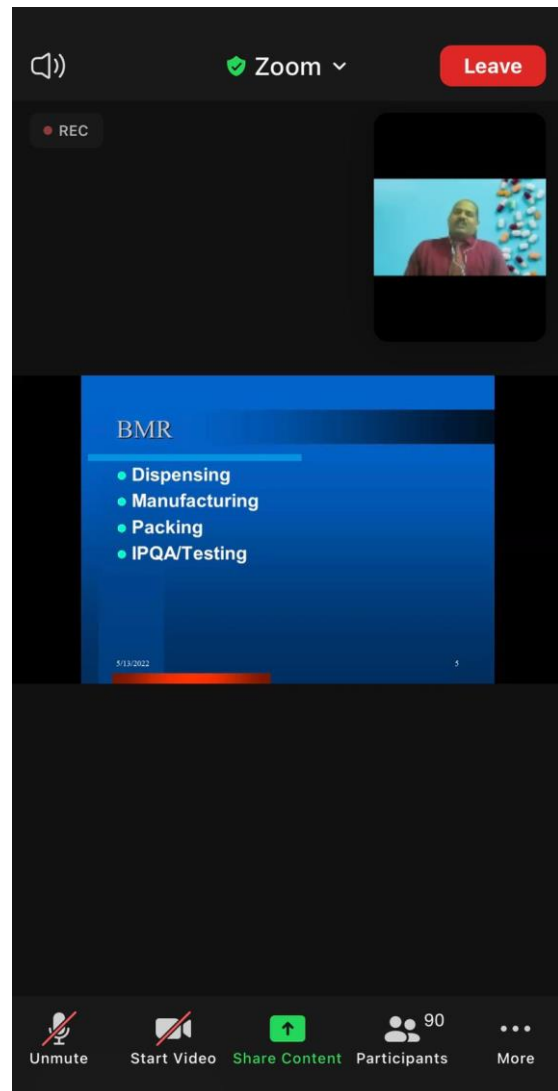 Zoom
Leave
REC
BMR
Dispensing
Manufacturing
Packing
IPQA/Testing
5/13/2022
5
90
Unmute
Start Video
Share Content
Participants
More